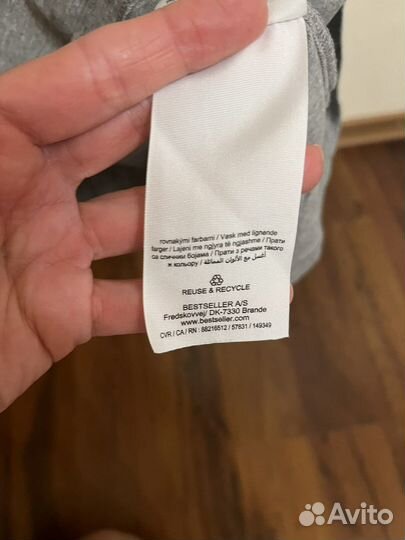 rovnakými farbami / Vask med lignende
farger / Lajeni me ngjyra të ngjashme / Прати
са сличним бојама / Прати з речами такого
ж кольору / اغسل مع الألوان المماثلة
REUSE & RECYCLE
BESTSELLER A/S
Fredskovvej/ DK-7330 Brande
www.bestseller.com
CVR / CA / RN : 88216512 / 57831 / 149349
Avito